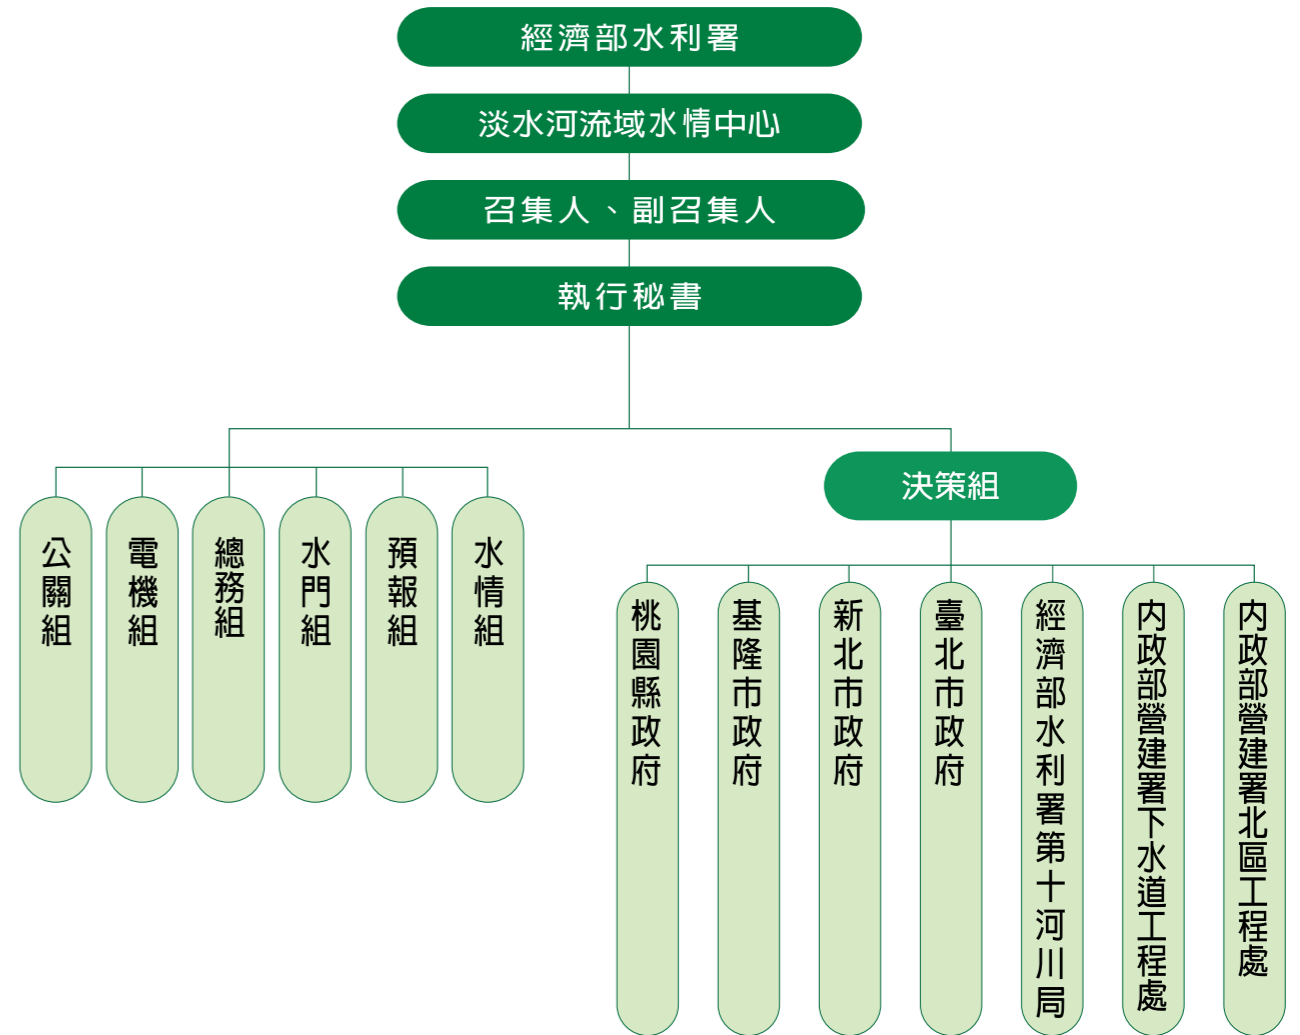 經濟部水利署
淡水河流域水情中心
召集人、副召集人
執行秘書
決策組
公關組
電機組
總務組
水門組
預報組
水情組
桃園縣政府
基隆市政府
新北市政府
臺北市政府
經濟部水利署第十河川局
內政部營建署下水道工程處
內政部營建署北區工程處